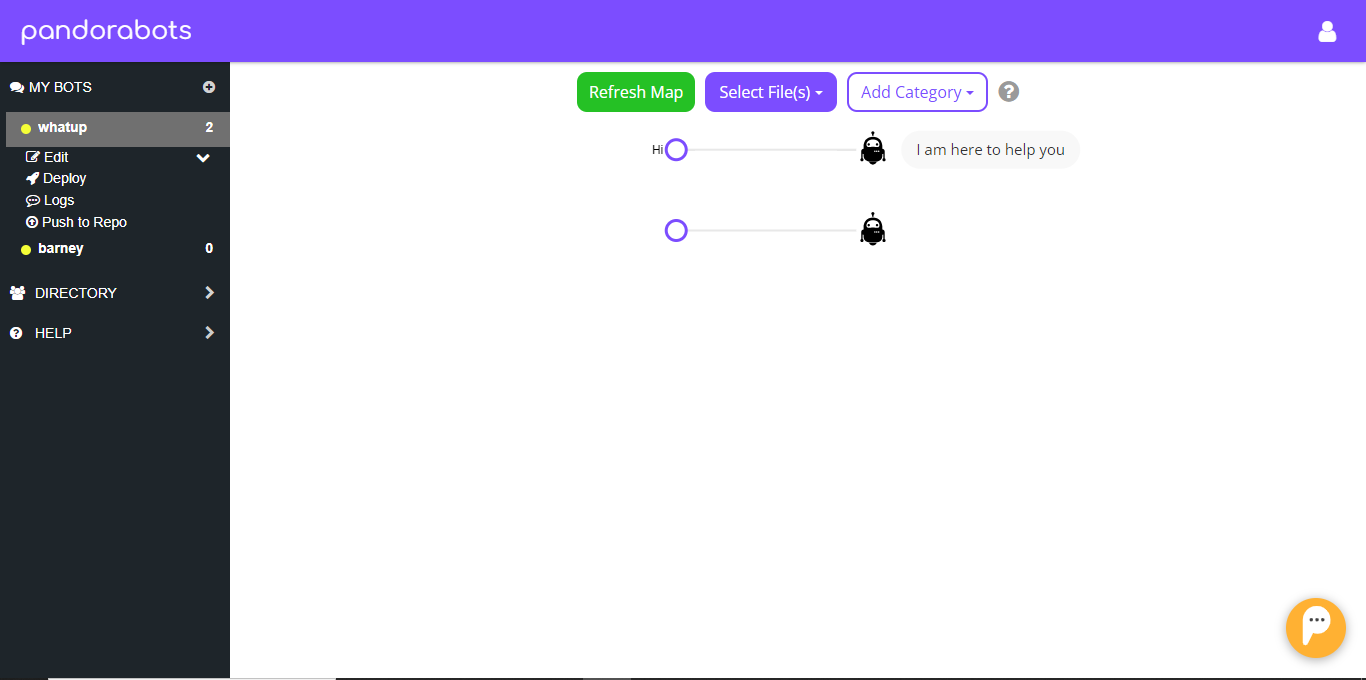 pandorabots
MY BOTS
whatup 2
Edit
Deploy
Logs
Push to Repo
barney 0
DIRECTORY
HELP
Refresh Map Select File(s) Add Category ?
Hi I am here to help you